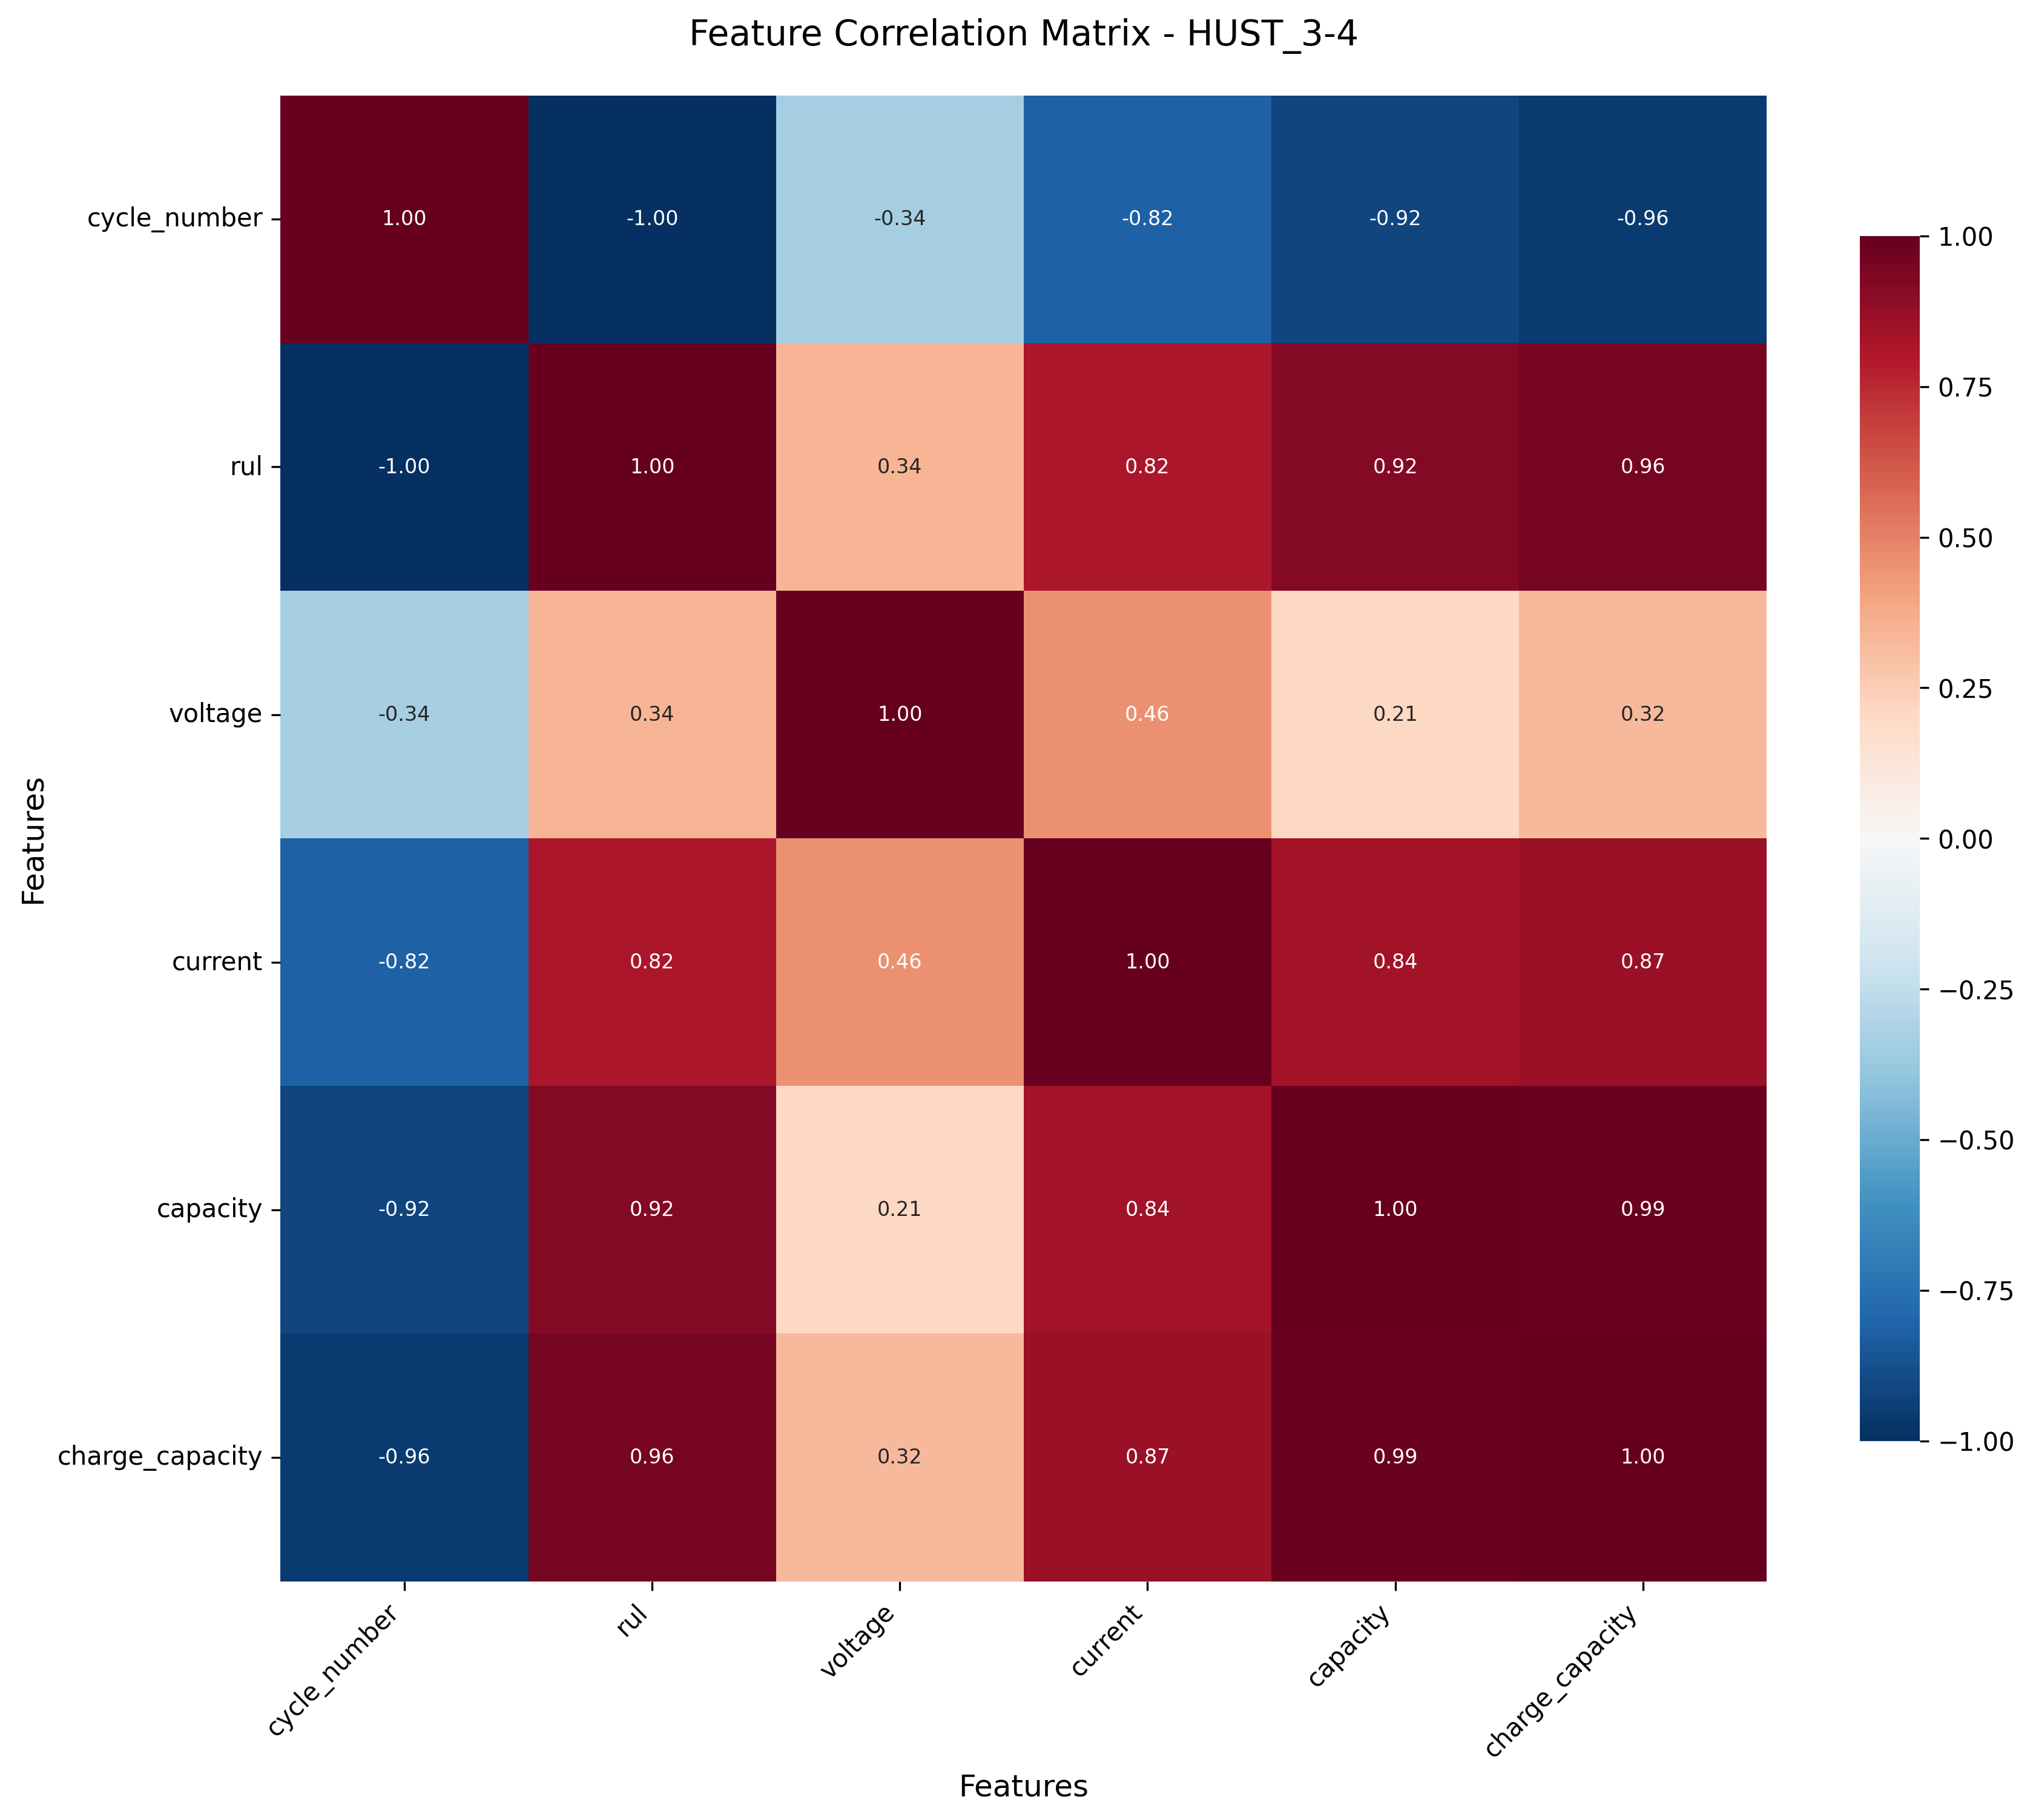 Feature Correlation Matrix - HUST_3-4
cycle_number 1.00 -1.00 -0.34 -0.82 -0.92 -0.96
rul -1.00 1.00 0.34 0.82 0.92 0.96
voltage -0.34 0.34 1.00 0.46 0.21 0.32
current -0.82 0.82 0.46 1.00 0.84 0.87
capacity -0.92 0.92 0.21 0.84 1.00 0.99
charge_capacity -0.96 0.96 0.32 0.87 0.99 1.00
Features
cycle_number rul voltage current capacity charge_capacity
Features
1.00
0.75
0.50
0.25
0.00
−0.25
−0.50
−0.75
−1.00